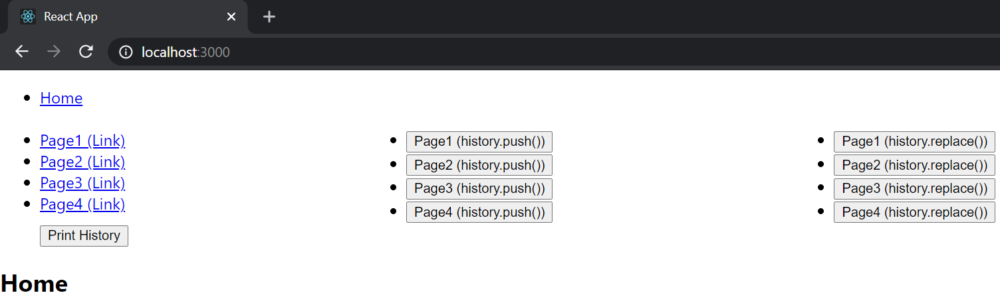 React App
localhost:3000
Home
Page1 (Link)
Page2 (Link)
Page3 (Link)
Page4 (Link)
Print History
Page1 (history.push())
Page2 (history.push())
Page3 (history.push())
Page4 (history.push())
Page1 (history.replace())
Page2 (history.replace())
Page3 (history.replace())
Page4 (history.replace())
Home